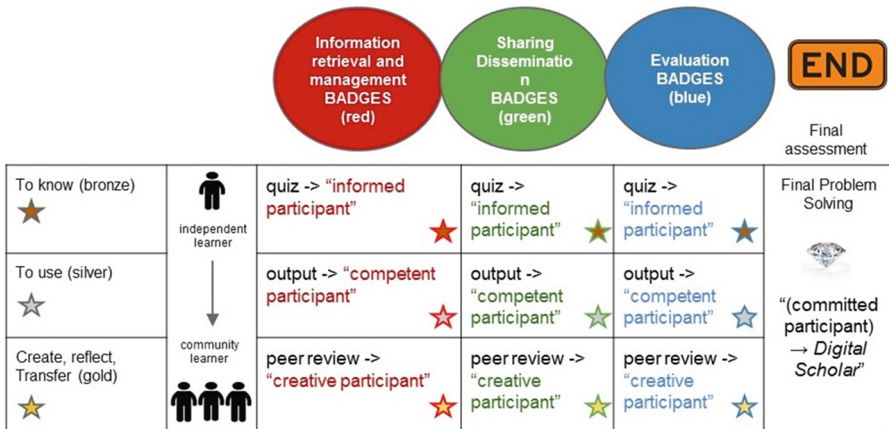 Information
retrieval and
management
BADGES
(red)
Sharing
Disseminatio
n
BADGES
(green)
Evaluation
BADGES
(blue)
END
Final
assessment
To know (bronze)
independent
learner
quiz -> "informed
participant"
quiz ->
"informed
participant"
quiz ->
"informed
participant"
Final Problem
Solving
To use (silver)
output -> "competent
participant"
output ->
"competent
participant"
output ->
"competent
participant"
"(committed
participant)
→ Digital
Scholar"
Create, reflect,
Transfer (gold)
community
learner
peer review ->
"creative participant"
peer review ->
"creative
participant"
peer review ->
"creative
participant"